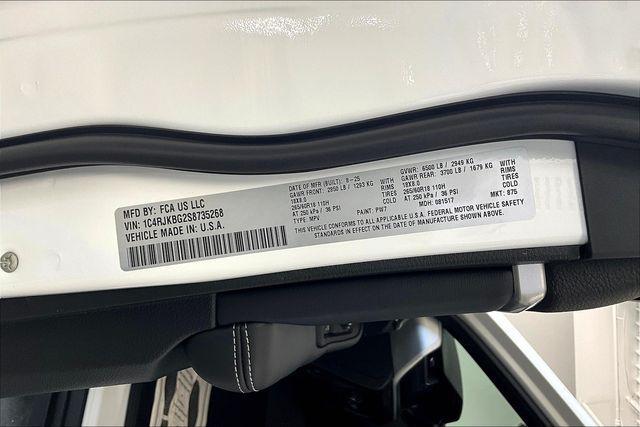 MFD BY: FCA US LLC
VIN: 1C4RJKBG2S8735268
VEHICLE MADE IN U.S.A.
DATE OF MFR (BUILT): 8-25 GVWR: 6500 LB / 2949 KG
GAWR FRONT: 2850 LB / 1293 KG WITH GAWR REAR: 3700 LB / 1679 KG WITH
18X8.0 RIMS 18X8.0 RIMS
265/60R18 110H TIRES 265/60R18 110H TIRES
AT 250 kPa / 36 PSI COLD AT 250 kPa / 36 PSI COLD
TYPE: MPV PAINT: PW7 MDH: 081517 MKT: 875
THIS VEHICLE CONFORMS TO ALL APPLICABLE U.S.A. FEDERAL MOTOR VEHICLE SAFETY
STANDARDS IN EFFECT ON THE DATE OF MANUFACTURE SHOWN ABOVE.